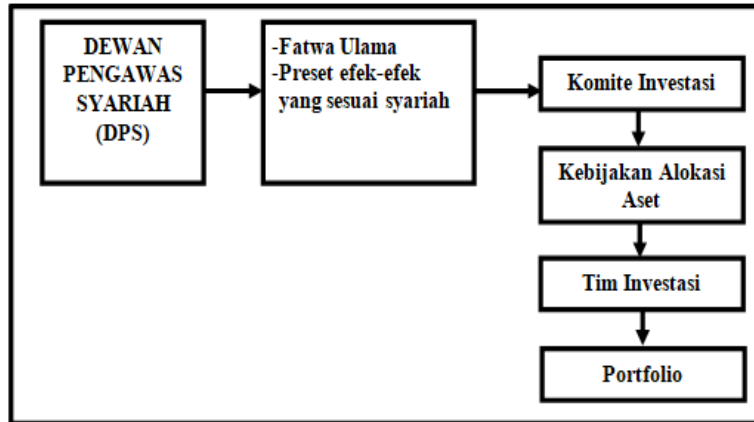 DEWAN
PENGAWAS
SYARIAH
(DPS)
-Fatwa Ulama
-Preset efek-efek
yang sesuai syariah
Komite Investasi
Kebijakan Alokasi
Aset
Tim Investasi
Portfolio